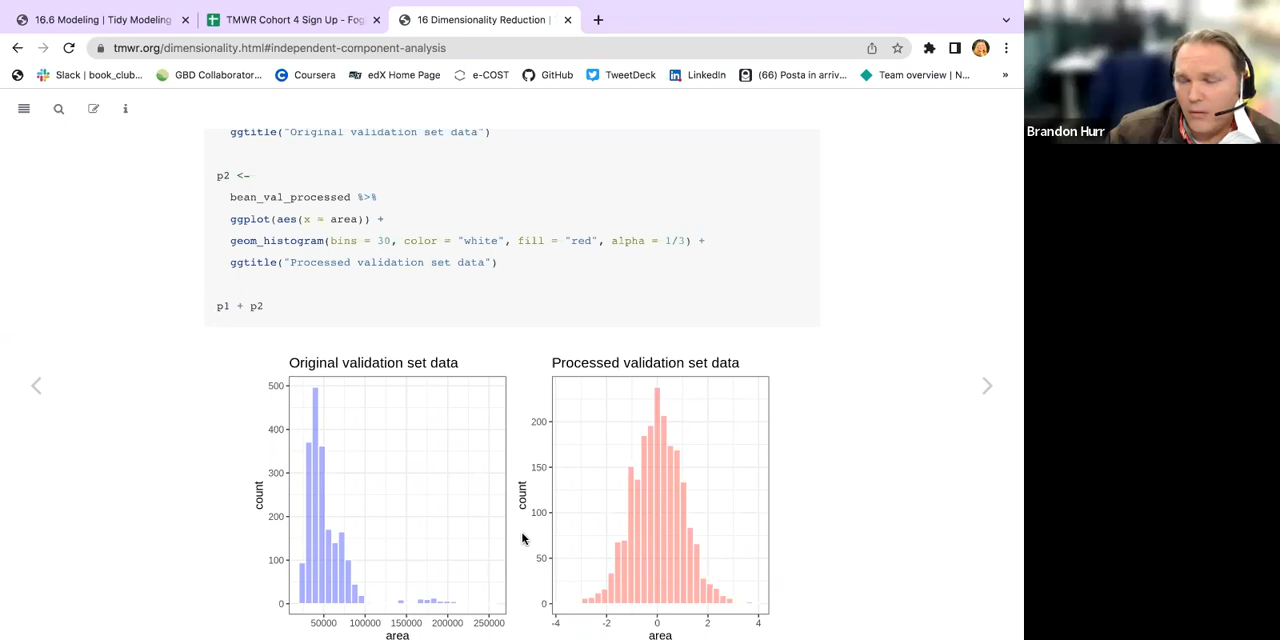 16.6 Modeling | Tidy Modeling
TMWR Cohort 4 Sign Up - Fog
16 Dimensionality Reduction |
tmwr.org/dimensionality.html#independent-component-analysis
Slack | book_club...
GBD Collaborator...
Coursera
edX Home Page
e-COST
GitHub
TweetDeck
LinkedIn
(66) Posta in arriv...
Team overview | N...
»
Brandon Hurr
ggtitle("Original validation set data")
p2 <-
bean_val_processed %>%
ggplot(aes(x = area)) +
geom_histogram(bins = 30, color = "white", fill = "red", alpha = 1/3) +
ggtitle("Processed validation set data")
p1 + p2
Original validation set data
500
400
300
200
100
0
count
50000 100000 150000 200000 250000
area
Processed validation set data
200
150
100
50
0
count
-4 -2 0 2 4
area